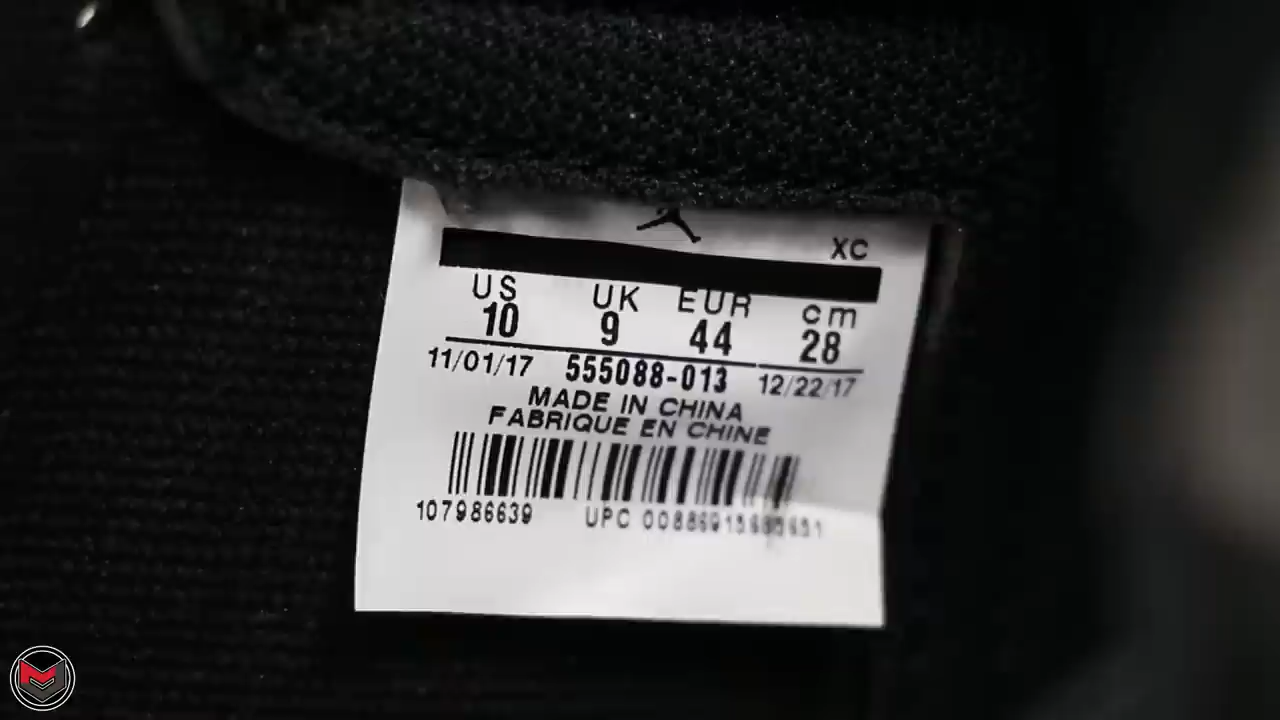 XC
US UK EUR cm
10 9 44 28
11/01/17 555088-013 12/22/17
MADE IN CHINA
FABRIQUE EN CHINE
107986639 UPC